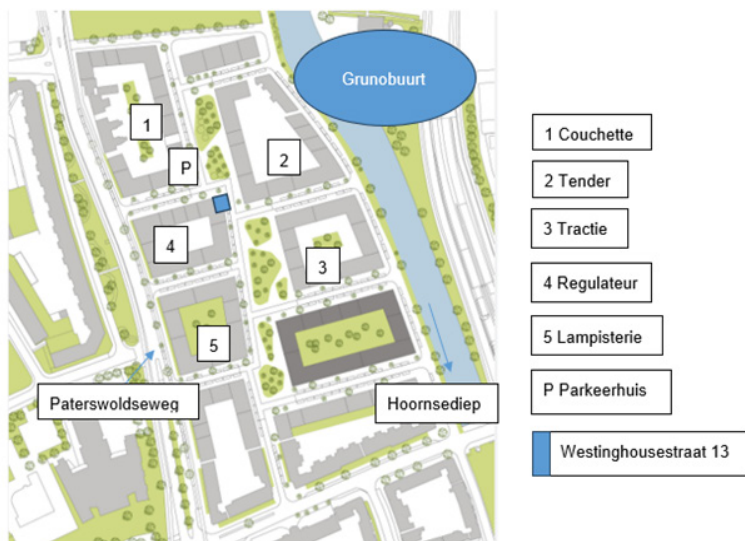 Grunobuurt
1
P
2
4
3
5
Paterswoldseweg
Hoornsediep
1 Couchette
2 Tender
3 Tractie
4 Regulateur
5 Lampisterie
P Parkeerhuis
Westinghousestraat 13